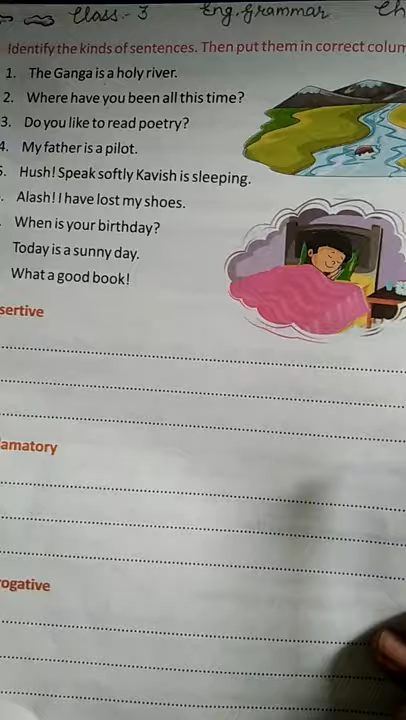 Class - 3 Eng. Grammar Ch
Identify the kinds of sentences. Then put them in correct colum
1. The Ganga is a holy river.
2. Where have you been all this time?
3. Do you like to read poetry?
4. My father is a pilot.
5. Hush! Speak softly Kavish is sleeping.
. Alash! I have lost my shoes.
. When is your birthday?
Today is a sunny day.
What a good book!
sertive
lamatory
rogative